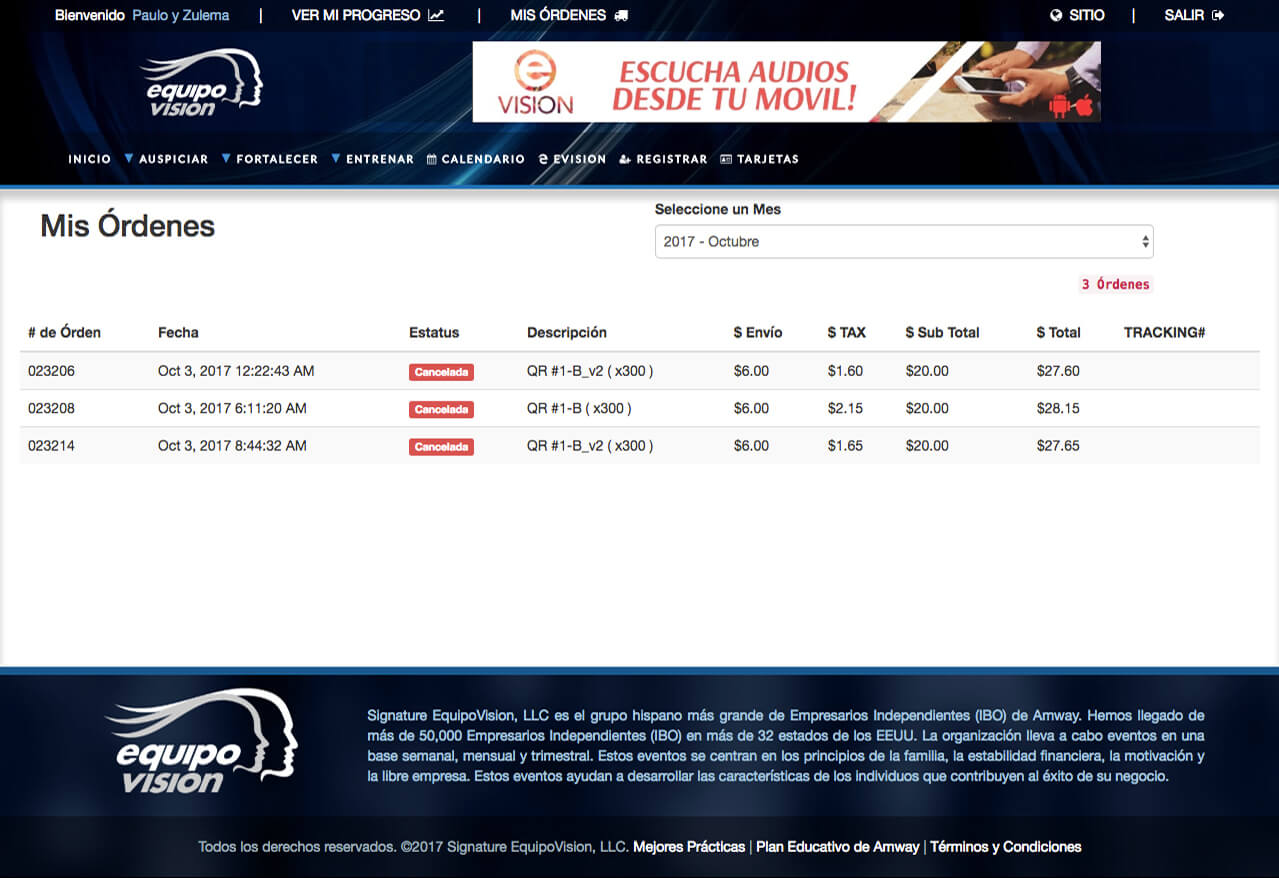 Bienvenido Paulo y Zulema | VER MI PROGRESO | MIS ÓRDENES SITIO | SALIR
equipo
visión
e
VISION
ESCUCHA AUDIOS
DESDE TU MOVIL!
INICIO AUSPICIAR FORTALECER ENTRENAR CALENDARIO EVISION REGISTRAR TARJETAS
Mis Órdenes
Seleccione un Mes
2017 - Octubre
3 Órdenes
# de Órden Fecha Estatus Descripción $ Envío $ TAX $ Sub Total $ Total TRACKING#
023206 Oct 3, 2017 12:22:43 AM Cancelada QR #1-B_v2 ( x300 ) $6.00 $1.60 $20.00 $27.60
023208 Oct 3, 2017 6:11:20 AM Cancelada QR #1-B ( x300 ) $6.00 $2.15 $20.00 $28.15
023214 Oct 3, 2017 8:44:32 AM Cancelada QR #1-B_v2 ( x300 ) $6.00 $1.65 $20.00 $27.65
equipo
visión
Signature EquipoVision, LLC es el grupo hispano más grande de Empresarios Independientes (IBO) de Amway. Hemos llegado de
más de 50,000 Empresarios Independientes (IBO) en más de 32 estados de los EEUU. La organización lleva a cabo eventos en una
base semanal, mensual y trimestral. Estos eventos se centran en los principios de la familia, la estabilidad financiera, la motivación y
la libre empresa. Estos eventos ayudan a desarrollar las características de los individuos que contribuyen al éxito de su negocio.
Todos los derechos reservados. ©2017 Signature EquipoVision, LLC. Mejores Prácticas | Plan Educativo de Amway | Términos y Condiciones